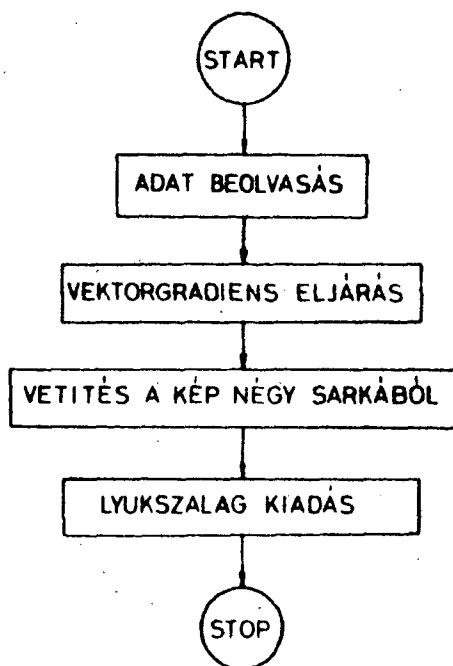 START
ADAT BEOLVASÁS
VEKTORGRADIENS ELJÁRÁS
VETITÉS A KÉP NÉGY SARKÁBÓL
LYUKSZALAG KIADÁS
STOP